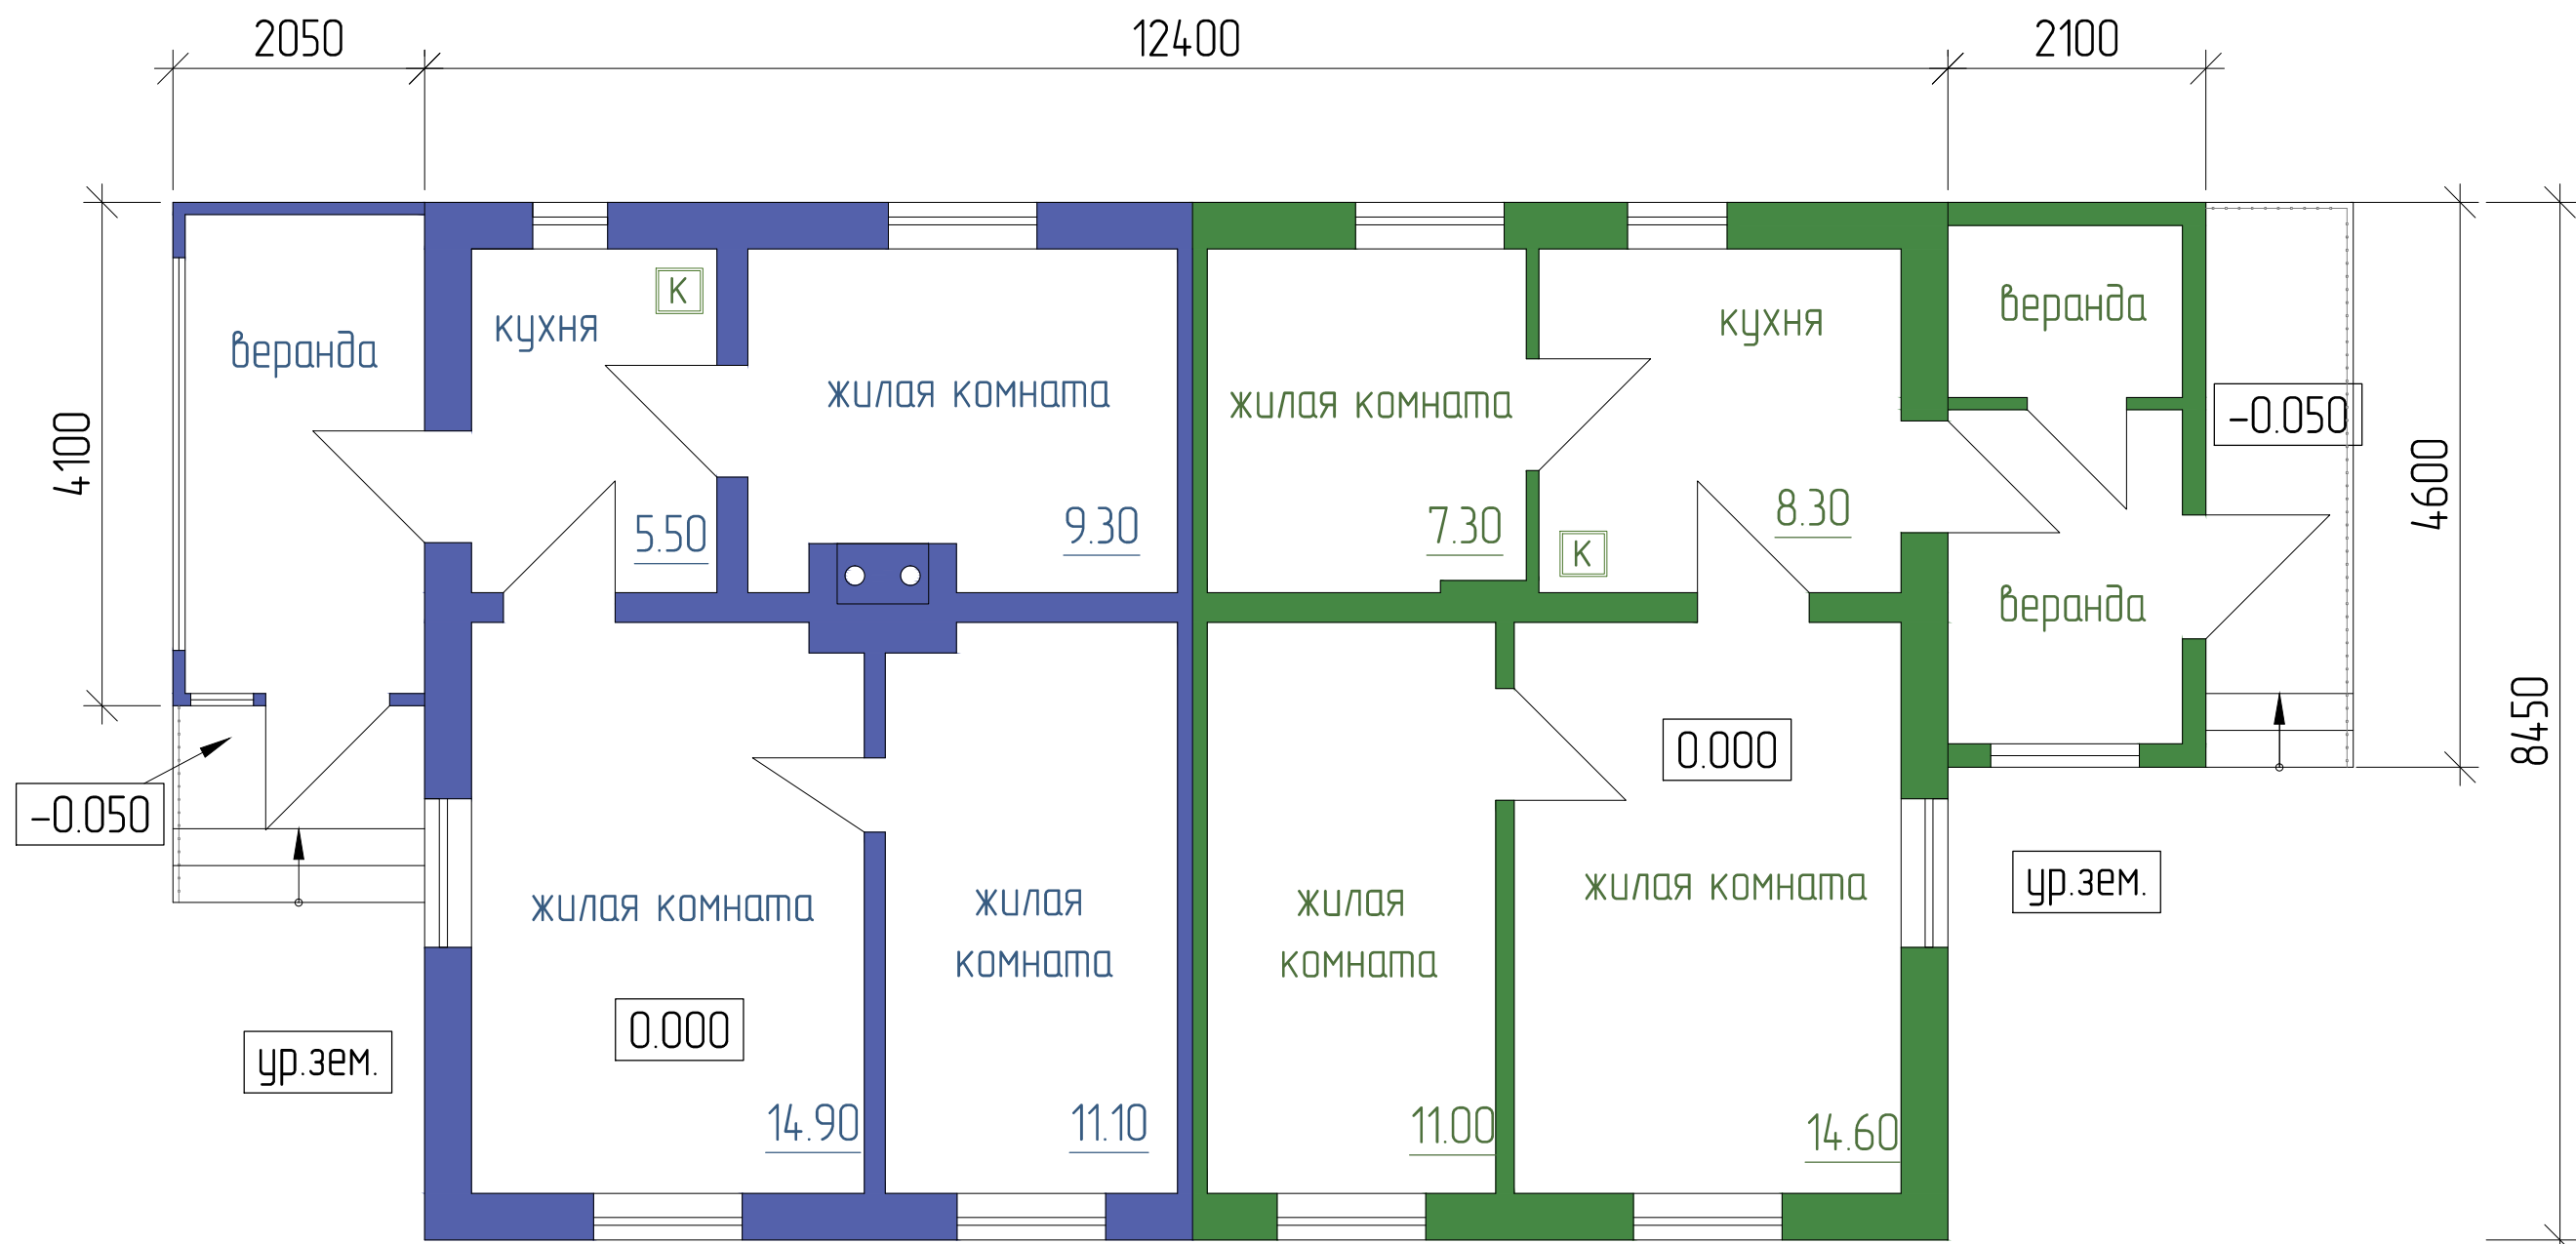 2050
12400
2100
К
кухня
веранда
жилая комната
5.50
9.30
4100
жилая комната
кухня
веранда
7.30
8.30
К
веранда
-0.050
4600
8450
-0.050
ур.зем.
жилая комната
0.000
14.90
жилая
комната
11.10
жилая
комната
11.00
0.000
жилая комната
14.60
ур.зем.